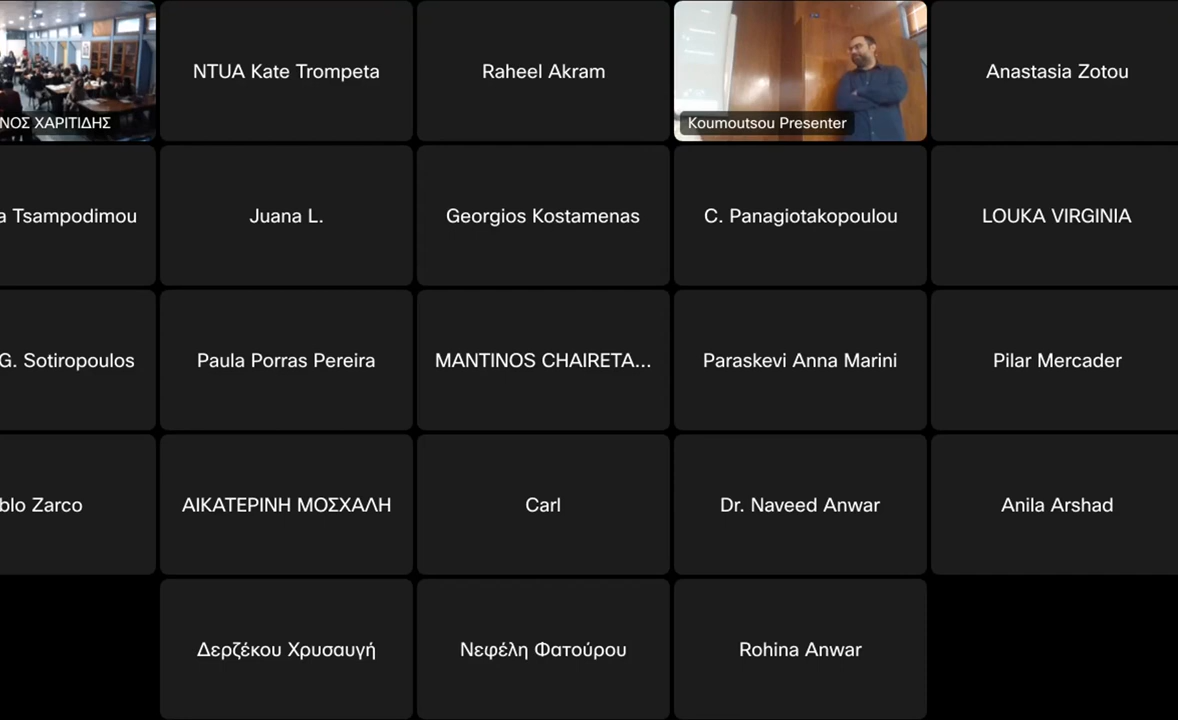 ΝΟΣ ΧΑΡΙΤΙΔΗΣ
NTUA Kate Trompeta
Raheel Akram
Koumoutsou Presenter
Anastasia Zotou
a Tsampodimou
Juana L.
Georgios Kostamenas
C. Panagiotakopoulou
LOUKA VIRGINIA
G. Sotiropoulos
Paula Porras Pereira
MANTINOS CHAIRETA...
Paraskevi Anna Marini
Pilar Mercader
blo Zarco
ΑΙΚΑΤΕΡΙΝΗ ΜΟΣΧΑΛΗ
Carl
Dr. Naveed Anwar
Anila Arshad
Δερζέκου Χρυσαυγή
Νεφέλη Φατούρου
Rohina Anwar